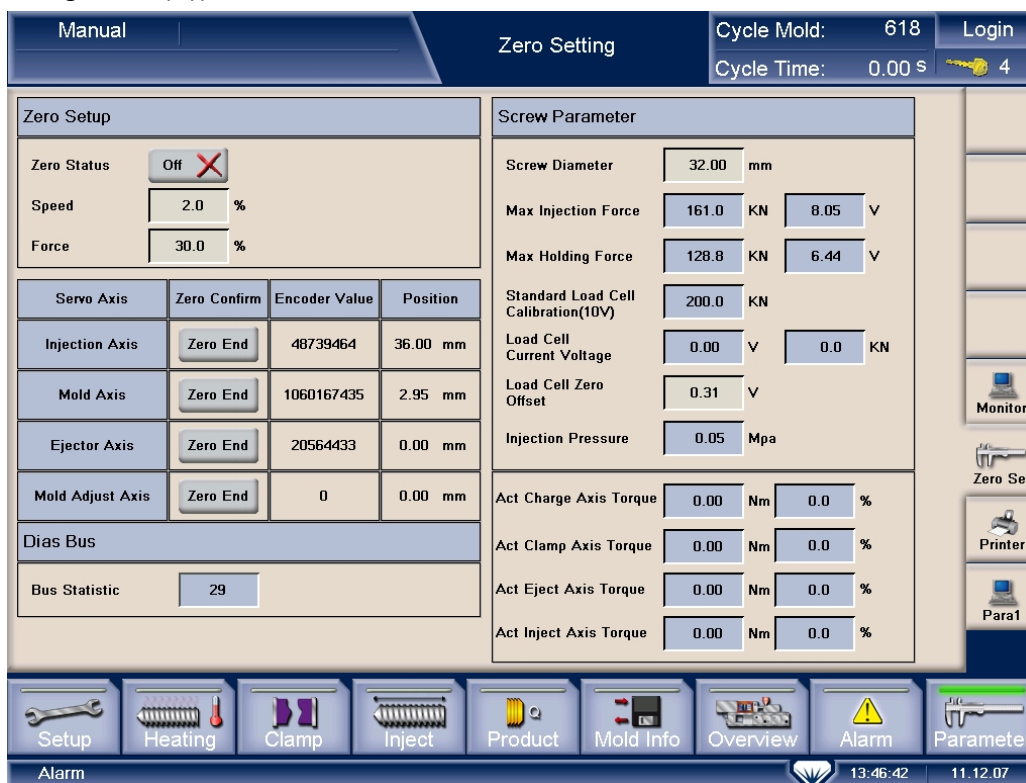 Manual
Zero Setting
Cycle Mold: 618
Login
Cycle Time: 0.00 S
4
Zero Setup
Zero Status Off
Speed 2.0 %
Force 30.0 %
Servo Axis Zero Confirm Encoder Value Position
Injection Axis Zero End 48739464 36.00 mm
Mold Axis Zero End 1060167435 2.95 mm
Ejector Axis Zero End 20564433 0.00 mm
Mold Adjust Axis Zero End 0 0.00 mm
Dias Bus
Bus Statistic 29
Screw Parameter
Screw Diameter 32.00 mm
Max Injection Force 161.0 KN 8.05 V
Max Holding Force 128.8 KN 6.44 V
Standard Load Cell
Calibration(10V) 200.0 KN
Load Cell
Current Voltage 0.00 V 0.0 KN
Load Cell Zero
Offset 0.31 V
Injection Pressure 0.05 Mpa
Act Charge Axis Torque 0.00 Nm 0.0 %
Act Clamp Axis Torque 0.00 Nm 0.0 %
Act Eject Axis Torque 0.00 Nm 0.0 %
Act Inject Axis Torque 0.00 Nm 0.0 %
Monitor
Zero Se
Printer
Para1
Setup Heating Clamp Inject Product Mold Info Overview Alarm Paramete
Alarm 13:46:42 11.12.07